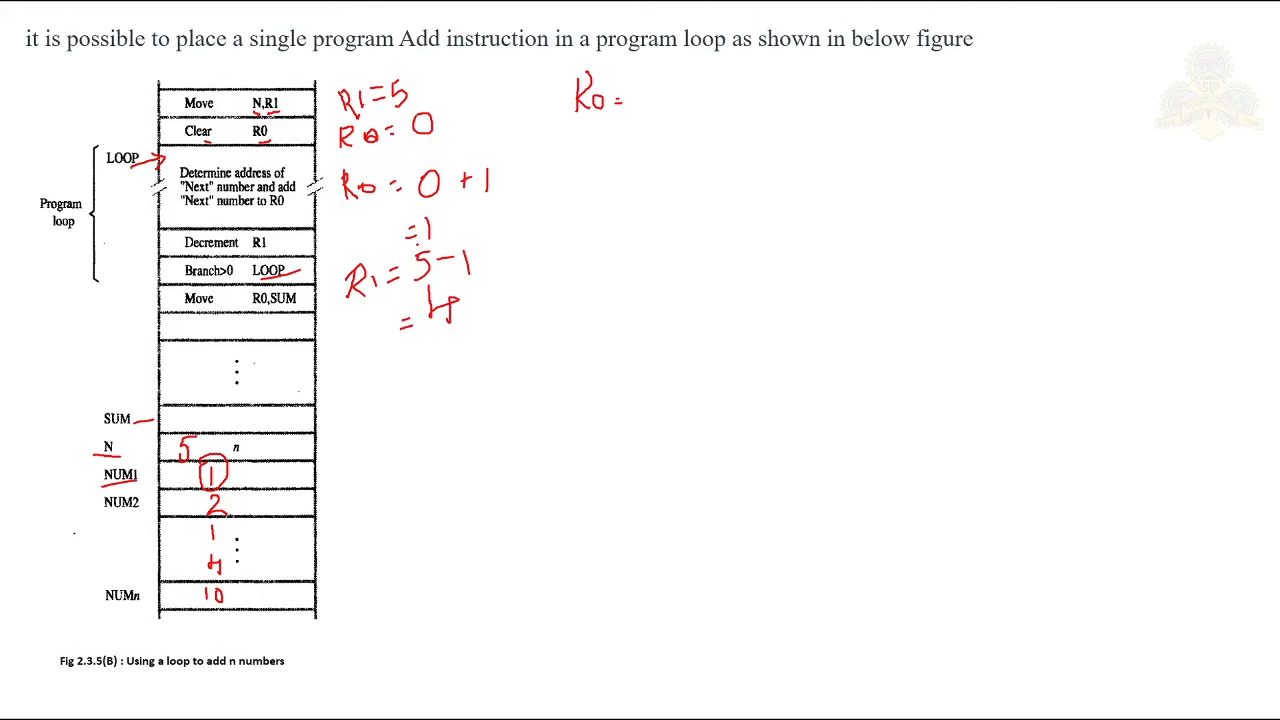 it is possible to place a single program Add instruction in a program loop as shown in below figure
Move N,R1
Clear R0
LOOP
Determine address of
"Next" number and add
"Next" number to R0
Program
loop
Decrement R1
Branch>0 LOOP
Move R0,SUM
SUM
N 5 n
NUM1 1
NUM2 2
1
4
NUMn 10
R1=5
R0=0
R0=0+1
=1
R1=5-1
=4
R0=
Fig 2.3.5(B) : Using a loop to add n numbers